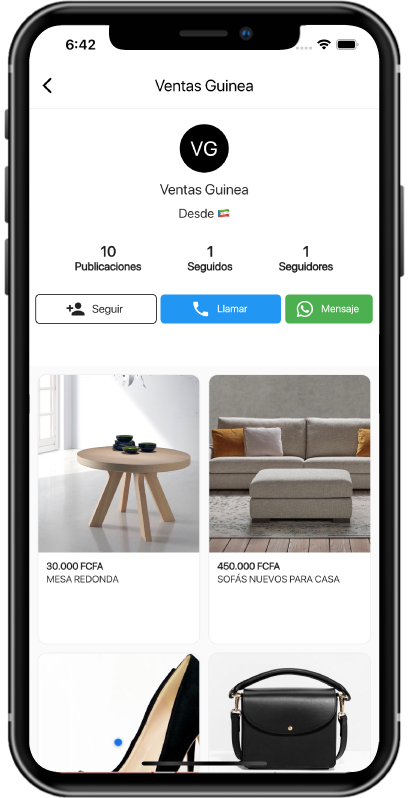 6:42
Ventas Guinea
VG
Ventas Guinea
Desde
10
Publicaciones
1
Seguidos
1
Seguidores
Seguir
Llamar
Mensaje
30.000 FCFA
MESA REDONDA
450.000 FCFA
SOFÁS NUEVOS PARA CASA